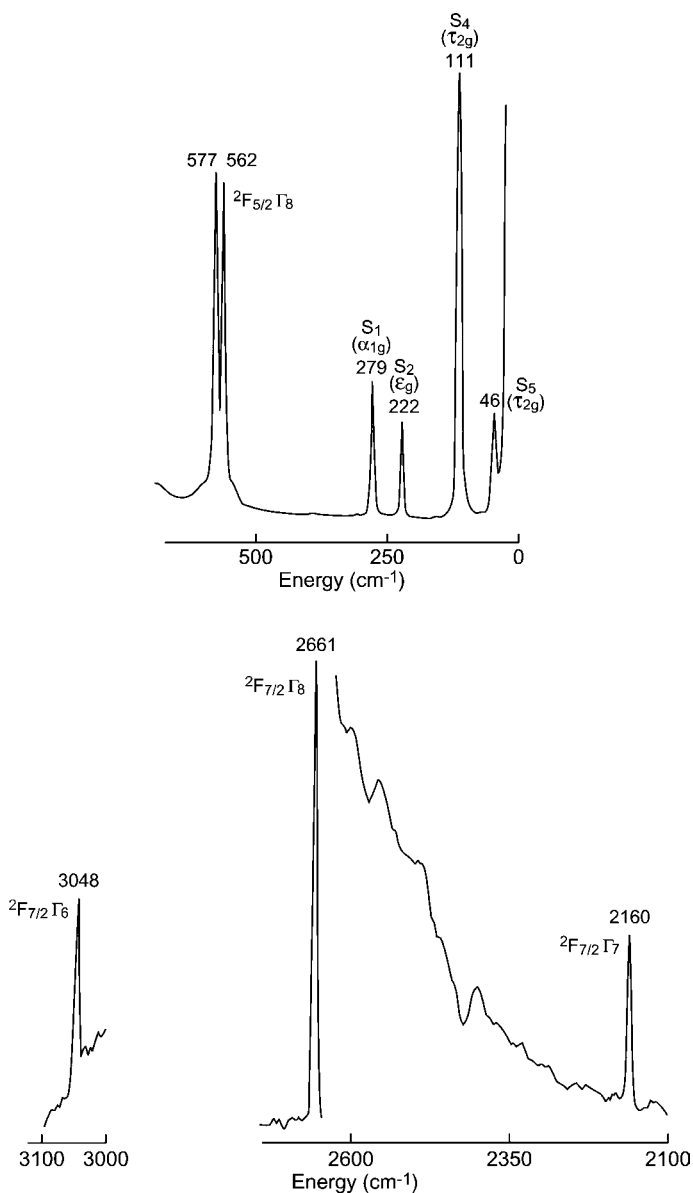 S₄
(τ₂g)
111
577 562
²F₅/₂ Γ₈
S₁
(α₁g)
279
S₂
(ε₉)
222
46
S₅
(τ₂g)
500 250 0
Energy (cm⁻¹)
2661
²F₇/₂ Γ₈
3048
²F₇/₂ Γ₆
2160
²F₇/₂ Γ₇
3100 3000
2600 2350 2100
Energy (cm⁻¹)